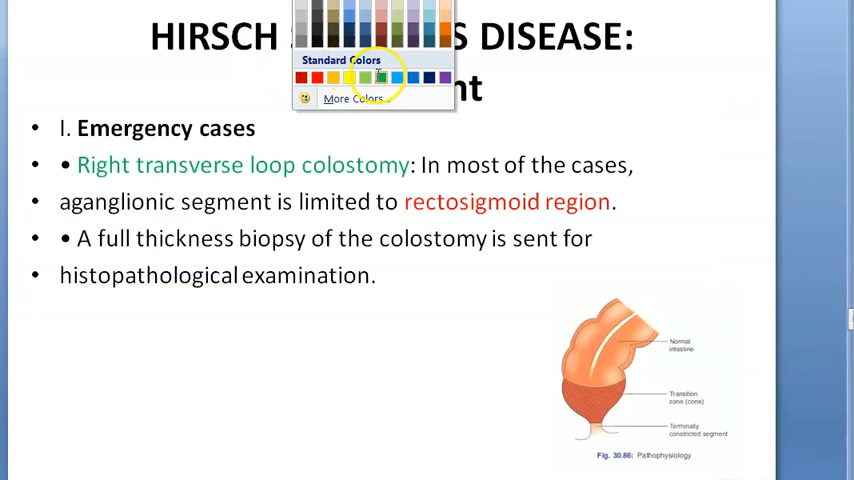 HIRSCH S DISEASE:
Standard Colors
nt
More Colors...
• I. Emergency cases
• • Right transverse loop colostomy: In most of the cases,
• aganglionic segment is limited to rectosigmoid region.
• • A full thickness biopsy of the colostomy is sent for
• histopathological examination.
Normal
intestine
Transition
zone (cone)
Terminally
constricted segment
Fig. 30.86: Pathophysiology